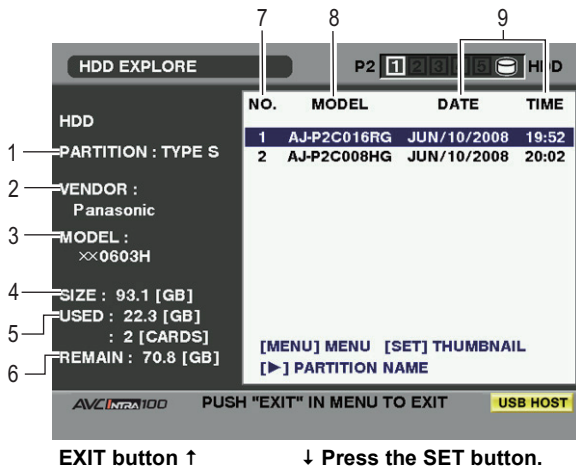 7 8 9
HDD EXPLORE P2 1 2 3 4 5 HDD
NO. MODEL DATE TIME
HDD
1 AJ-P2C016RG JUN/10/2008 19:52
1 PARTITION : TYPE S
2 AJ-P2C008HG JUN/10/2008 20:02
2 VENDOR :
Panasonic
3 MODEL :
××0603H
4 SIZE : 93.1 [GB]
5 USED : 22.3 [GB]
: 2 [CARDS]
6 REMAIN : 70.8 [GB]
[MENU] MENU [SET] THUMBNAIL
[▶] PARTITION NAME
AVC INTRA 100 PUSH "EXIT" IN MENU TO EXIT USB HOST
EXIT button ↑ ↓ Press the SET button.